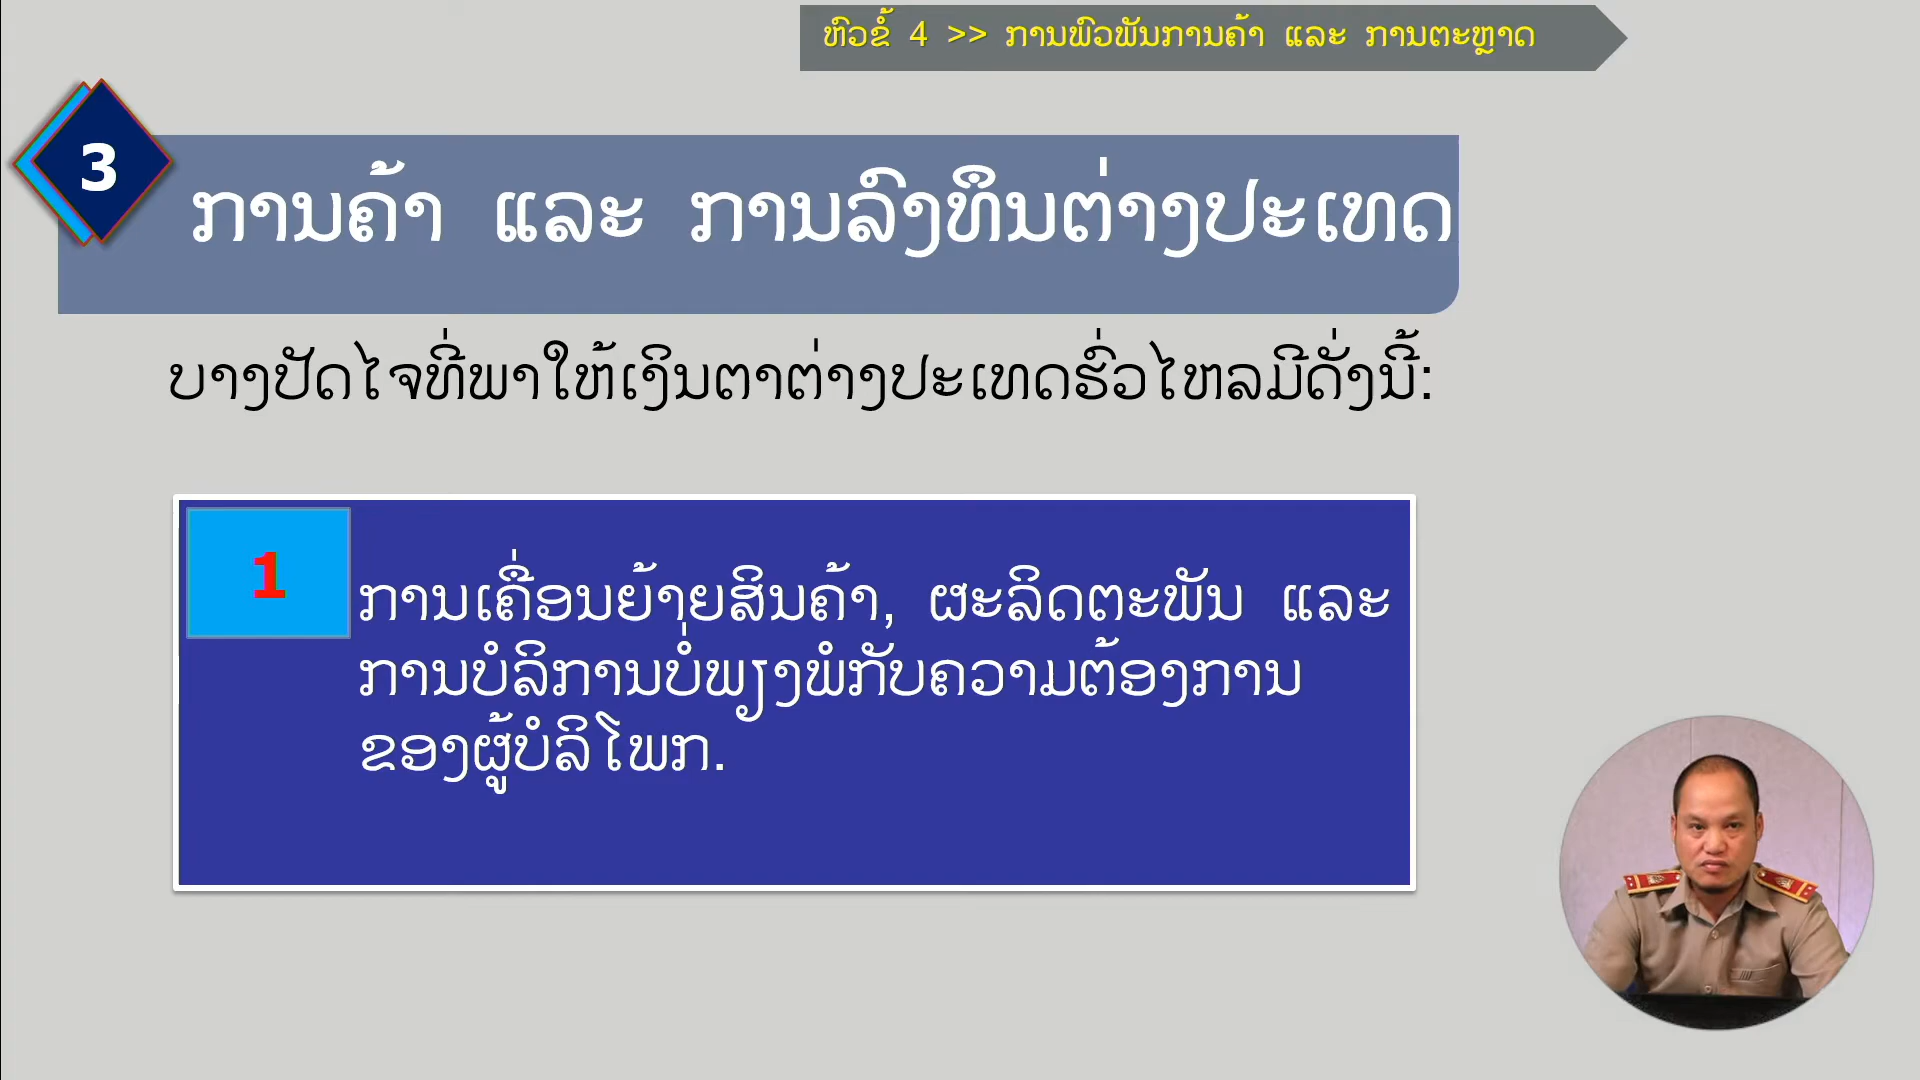 ຫົວຂໍ້ 4 >> ການພົວພັນການຄ້າ ແລະ ການຕະຫຼາດ
3
ການຄ້າ ແລະ ການລົງທຶນຕ່າງປະເທດ
ບາງປັດໄຈທີ່ພາໃຫ້ເງິນຕາຕ່າງປະເທດຮົ່ວໄຫລມີດັ່ງນີ້:
1
ການເຄື່ອນຍ້າຍສິນຄ້າ, ຜະລິດຕະພັນ ແລະ
ການບໍລິການບໍ່ພຽງພໍກັບຄວາມຕ້ອງການ
ຂອງຜູ້ບໍລິໂພກ.